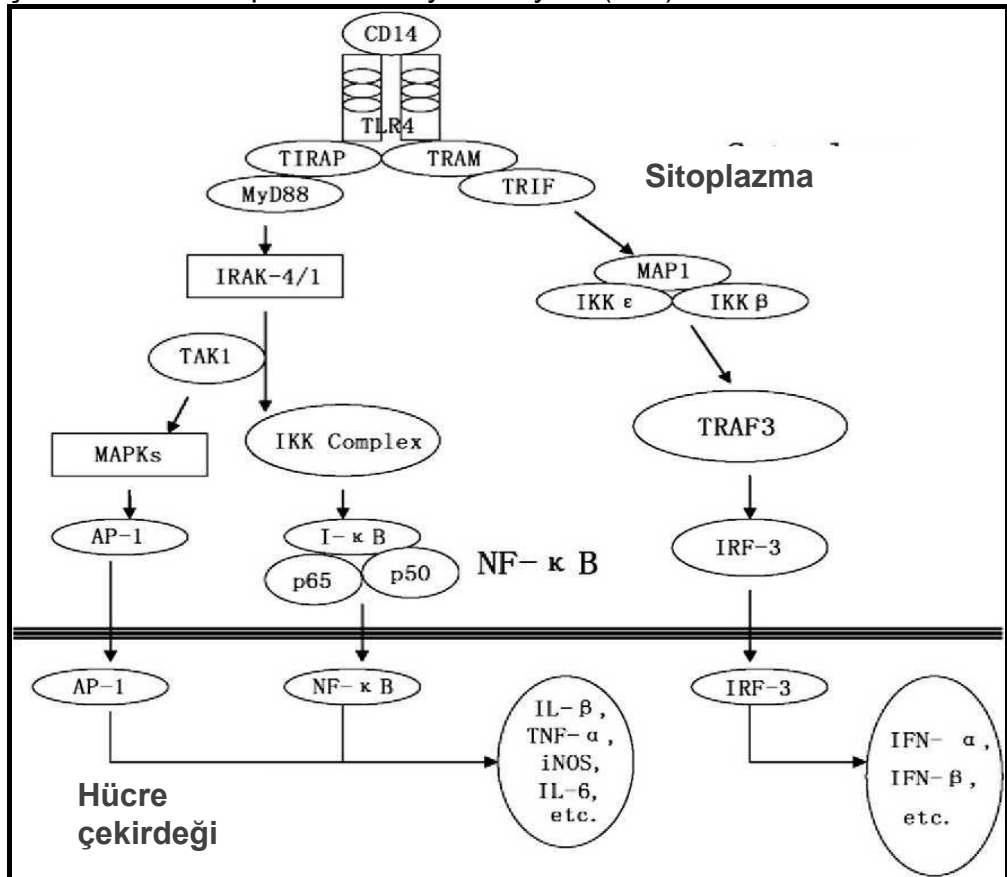 CD14
TLR4
TIRAP
TRAM
MyD88
TRIF
Sitoplazma
IRAK-4/1
MAP1
IKK ε
IKK β
TAK1
TRAF3
MAPKs
IKK Complex
AP-1
I-κ B
p65
p50
NF-κ B
IRF-3
AP-1
NF-κ B
IRF-3
IL-β,
TNF-α,
iNOS,
IL-6,
etc.
IFN- α,
IFN-β,
etc.
Hücre
çekirdeği